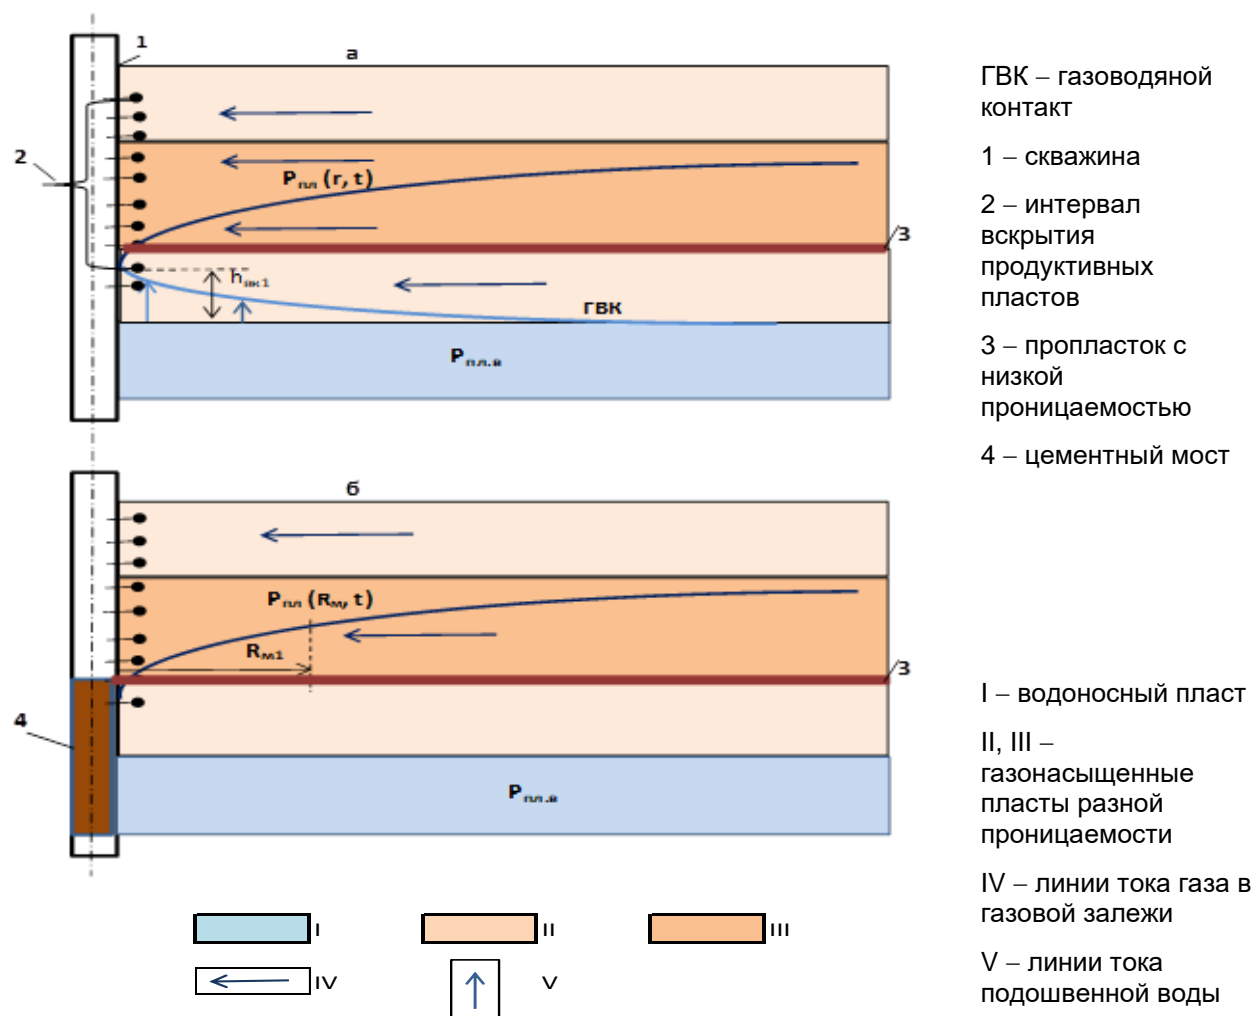 1
а
2
Pпл (r, t)
3
hвк1
ГВК
Pпл.в
б
Pпл (Rм, t)
Rм1
3
4
Pпл.в
I
II
III
IV
V
ГВК – газоводяной
контакт
1 – скважина
2 – интервал
вскрытия
продуктивных
пластов
3 – пропласток с
низкой
проницаемостью
4 – цементный мост
I – водоносный пласт
II, III –
газонасыщенные
пласты разной
проницаемости
IV – линии тока газа в
газовой залежи
V – линии тока
подошвенной воды